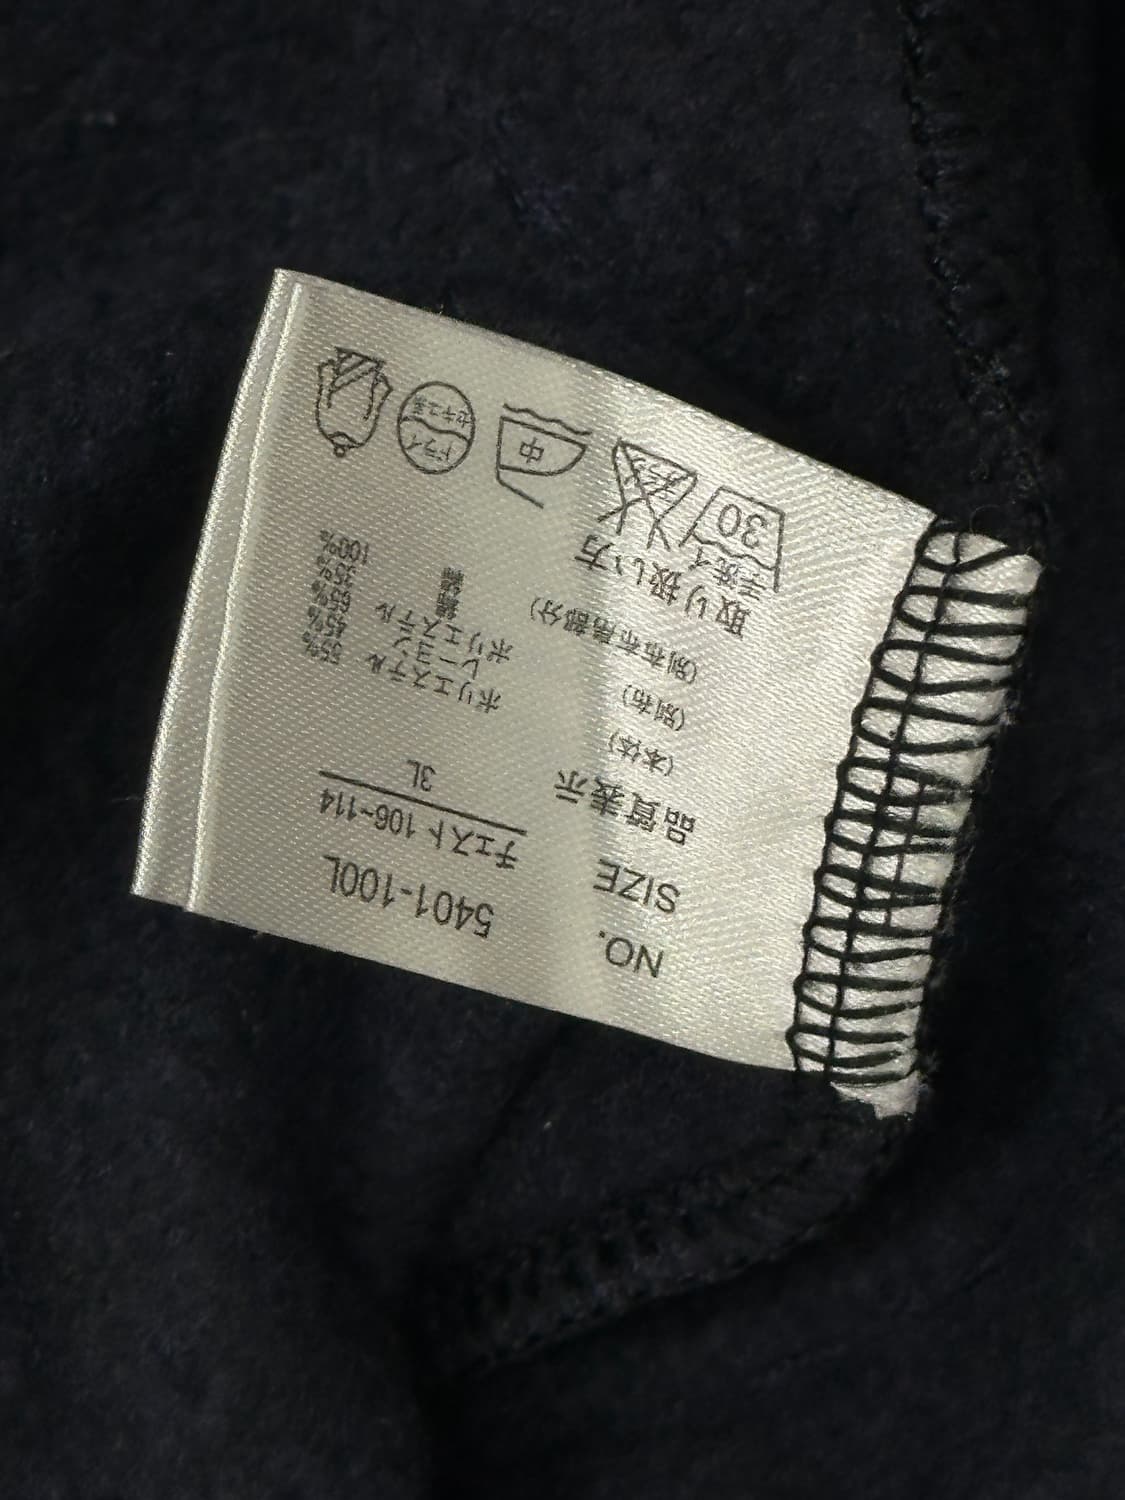 NO. 5401-100L
SIZE チェスト 106~114
3L
品質表示
(本体) ポリエステル 55%
レーヨン 45%
(別布) ポリエステル 65%
綿 35%
(別布布帛部分) 綿 100%
取り扱い方
手洗イ
30
中
ドライ
セキユ系